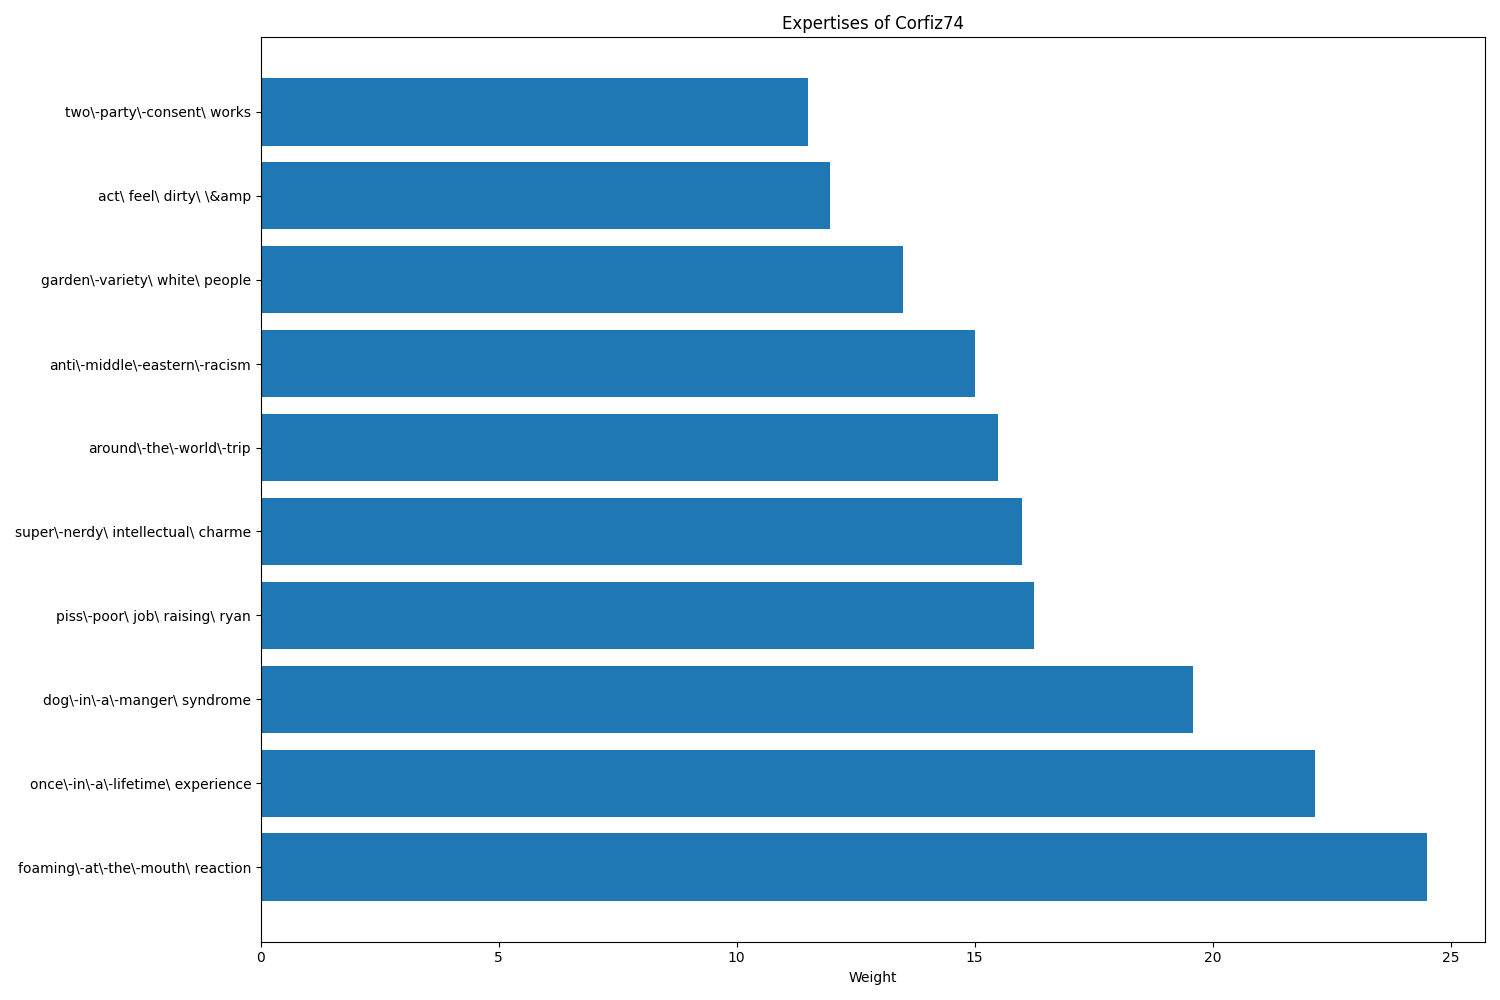 Expertises of Corfiz74
two\-party\-consent\ works
act\ feel\ dirty\ \&amp
garden\-variety\ white\ people
anti\-middle\-eastern\-racism
around\-the\-world\-trip
super\-nerdy\ intellectual\ charme
piss\-poor\ job\ raising\ ryan
dog\-in\-a\-manger\ syndrome
once\-in\-a\-lifetime\ experience
foaming\-at\-the\-mouth\ reaction
0 5 10 15 20 25
Weight